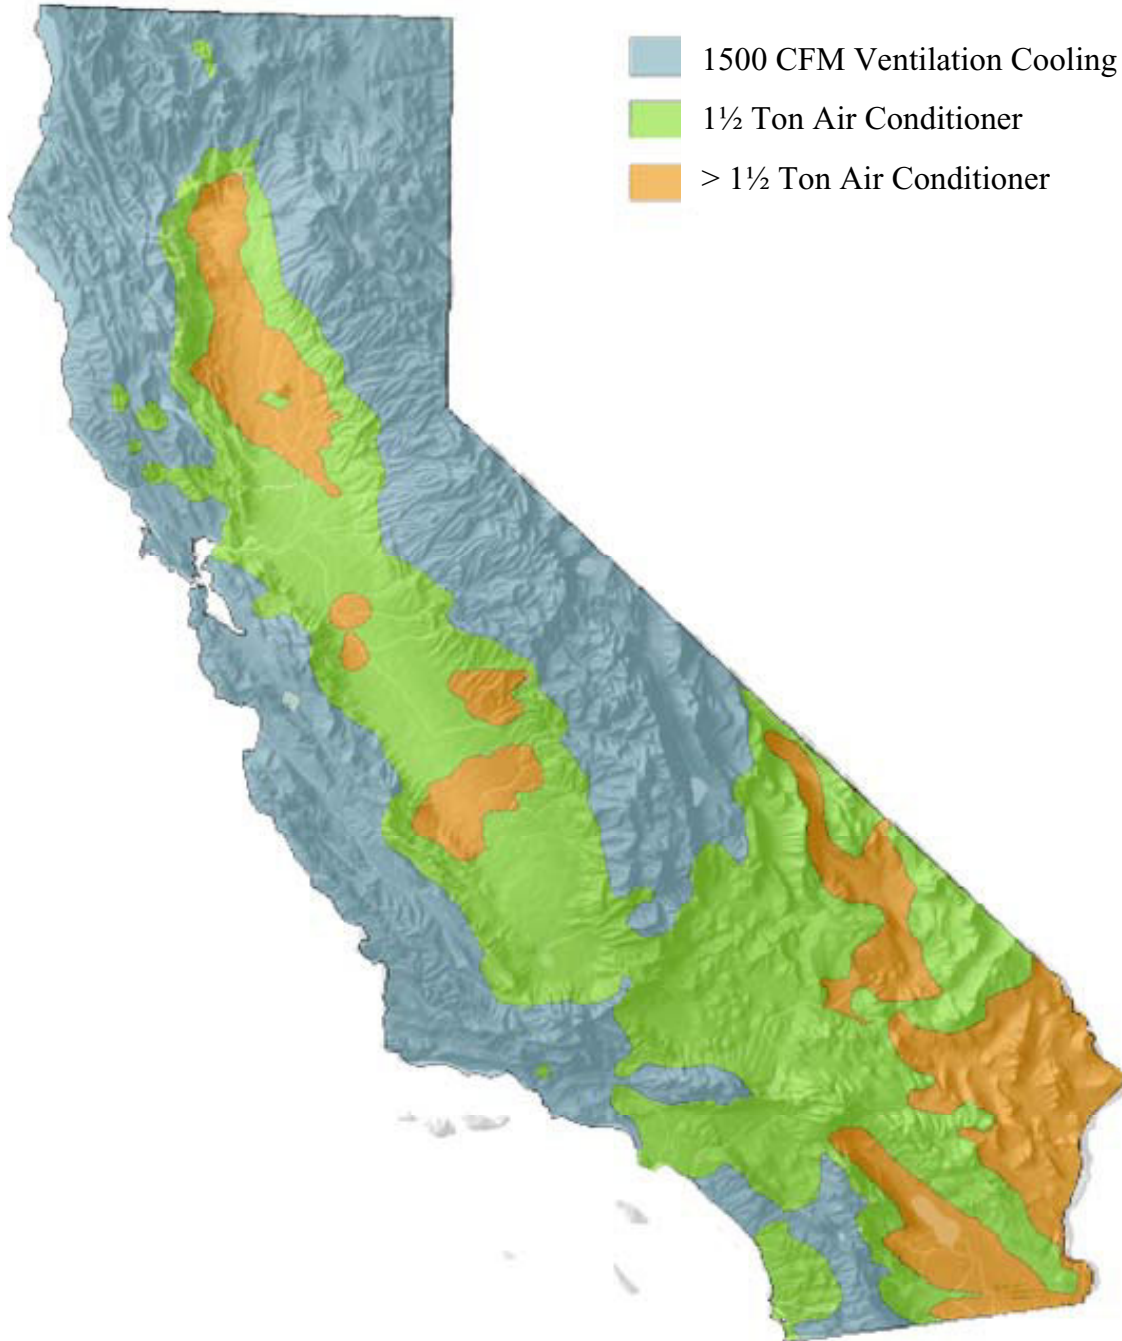 1500 CFM Ventilation Cooling
1½ Ton Air Conditioner
> 1½ Ton Air Conditioner